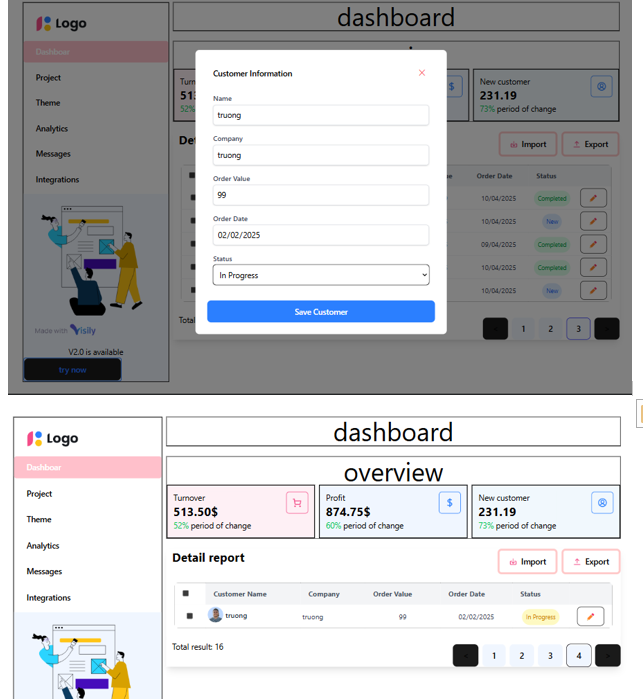 Logo
dashboard
Dashboar
Project
Theme
Analytics
Messages
Integrations
Made with Visily
V2.0 is available
try now
Customer Information
Name
truong
Company
truong
Order Value
99
Order Date
02/02/2025
Status
In Progress
Save Customer
$
New customer
231.19
73% period of change
Import
Export
Order Date Status
10/04/2025 Completed
10/04/2025 New
09/04/2025 Completed
10/04/2025 Completed
10/04/2025 New
Total
1 2 3
Logo
dashboard
Dashboar
Project
Theme
Analytics
Messages
Integrations
overview
Turnover
513.50$
52% period of change
Profit
874.75$
60% period of change
$
New customer
231.19
73% period of change
Detail report
Import
Export
Customer Name Company Order Value Order Date Status
truong truong 99 02/02/2025 In Progress
Total result: 16
1 2 3 4